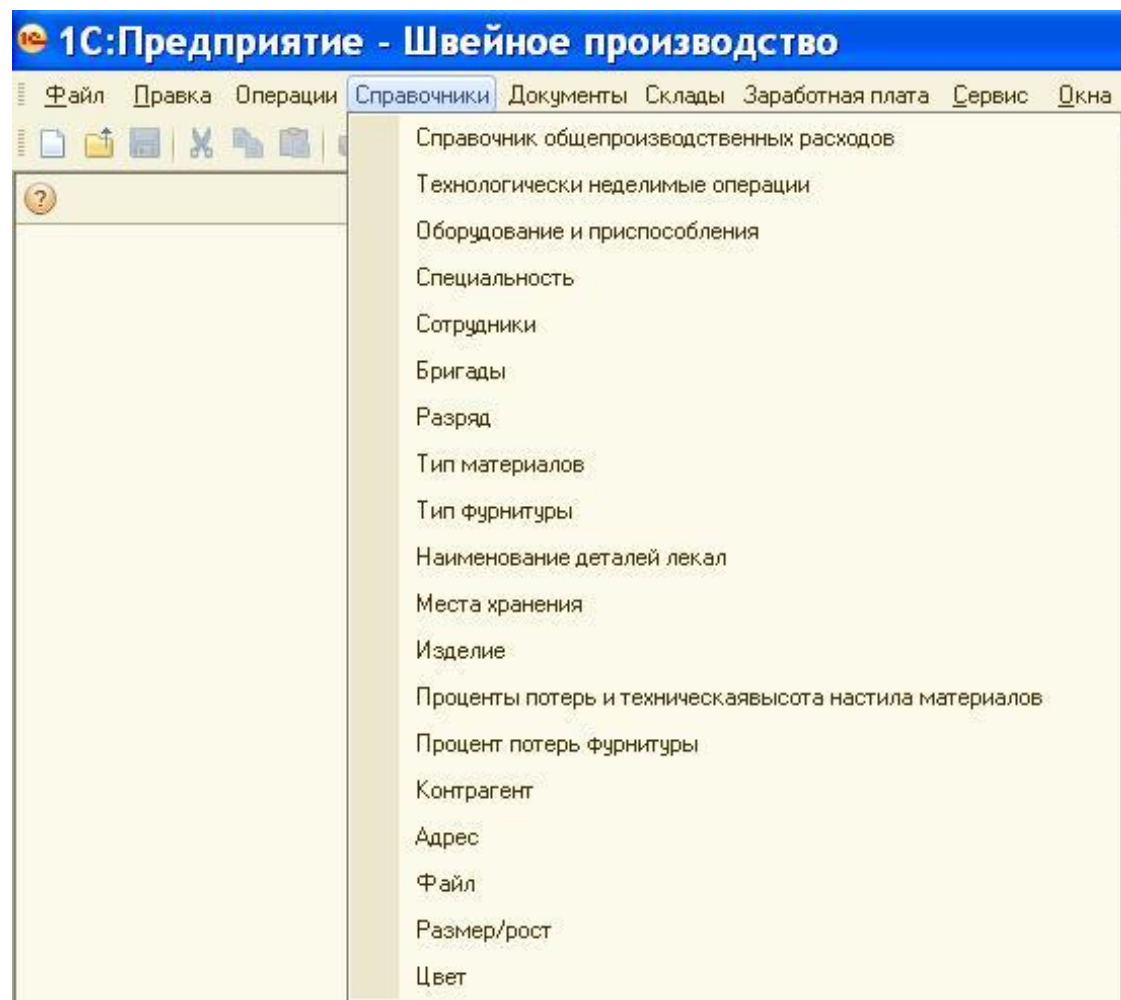 1С:Предприятие - Швейное производство
Файл Правка Операции Справочники Документы Склады Заработная плата Сервис Окна
Справочник общепроизводственных расходов
Технологически неделимые операции
?
Оборудование и приспособления
Специальность
Сотрудники
Бригады
Разряд
Тип материалов
Тип фурнитуры
Наименование деталей лекал
Места хранения
Изделие
Проценты потерь и техническаявысота настила материалов
Процент потерь фурнитуры
Контрагент
Адрес
Файл
Размер/рост
Цвет